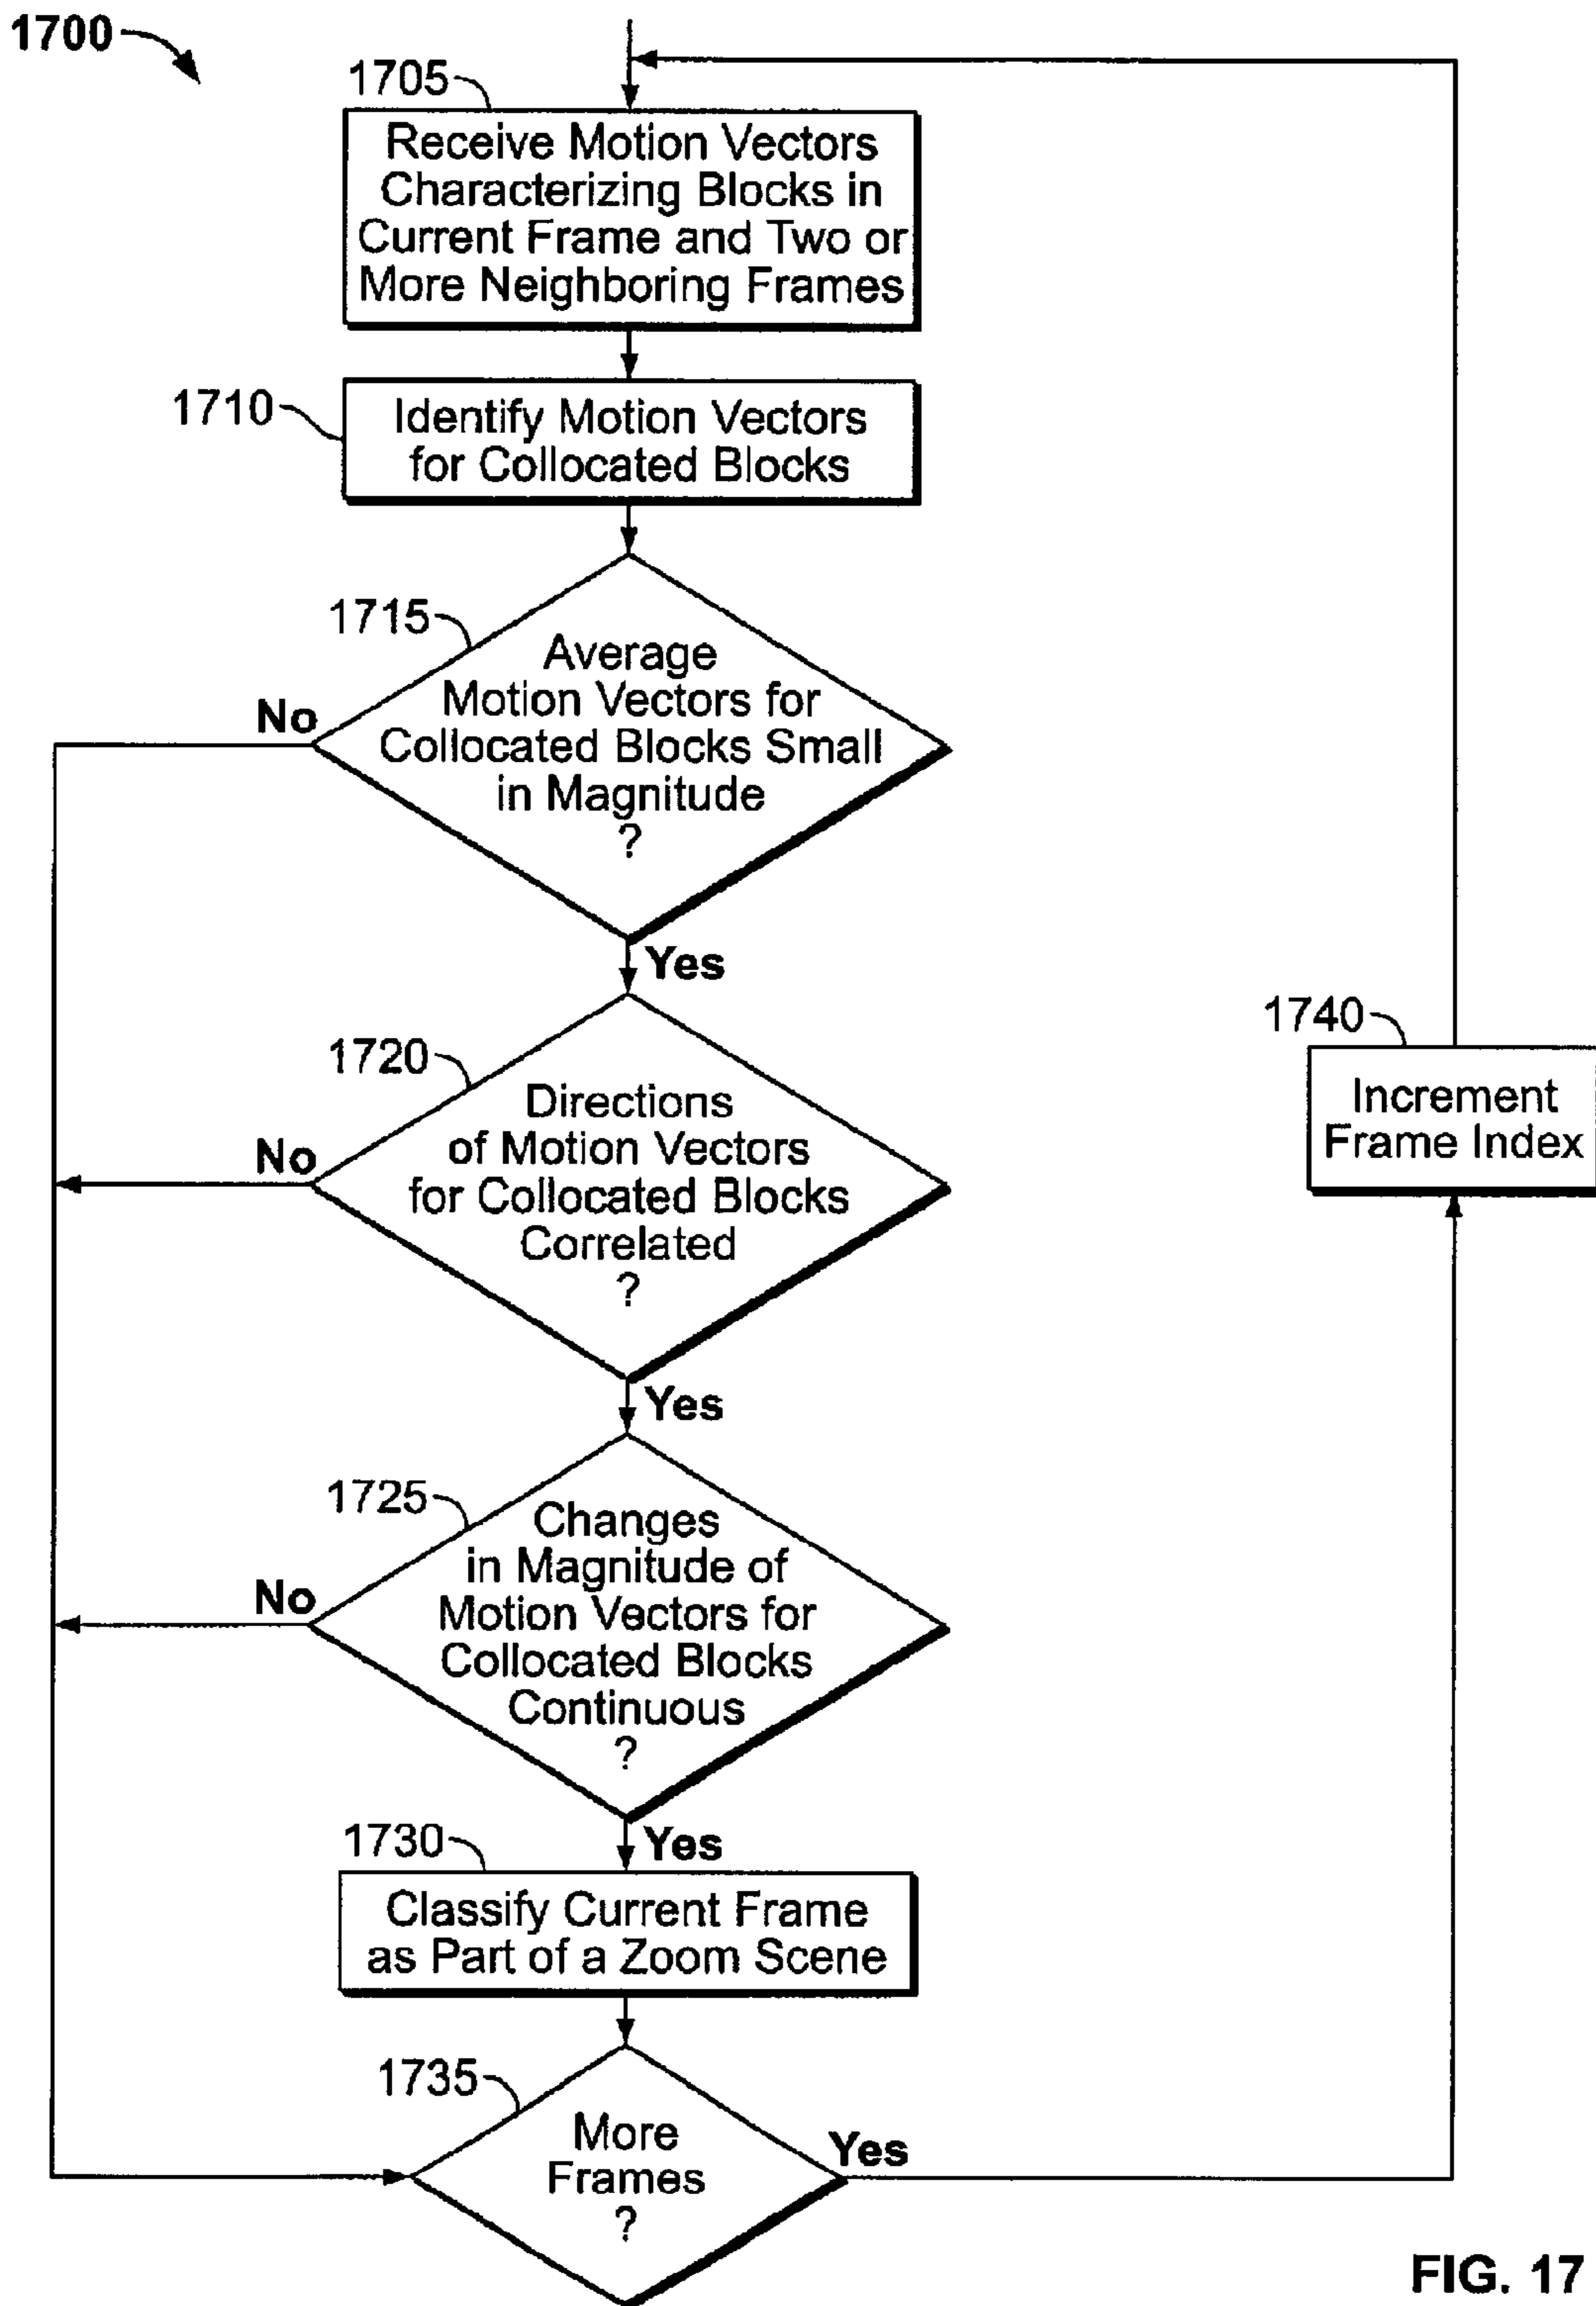 1700
1705
Receive Motion Vectors
Characterizing Blocks in
Current Frame and Two or
More Neighboring Frames
1710
Identify Motion Vectors
for Collocated Blocks
1715
Average
Motion Vectors for
Collocated Blocks Small
in Magnitude
?
No
Yes
1720
Directions
of Motion Vectors
for Collocated Blocks
Correlated
?
No
Yes
1740
Increment
Frame Index
1725
Changes
in Magnitude of
Motion Vectors for
Collocated Blocks
Continuous
?
No
Yes
1730
Classify Current Frame
as Part of a Zoom Scene
1735
More
Frames
?
Yes
FIG. 17